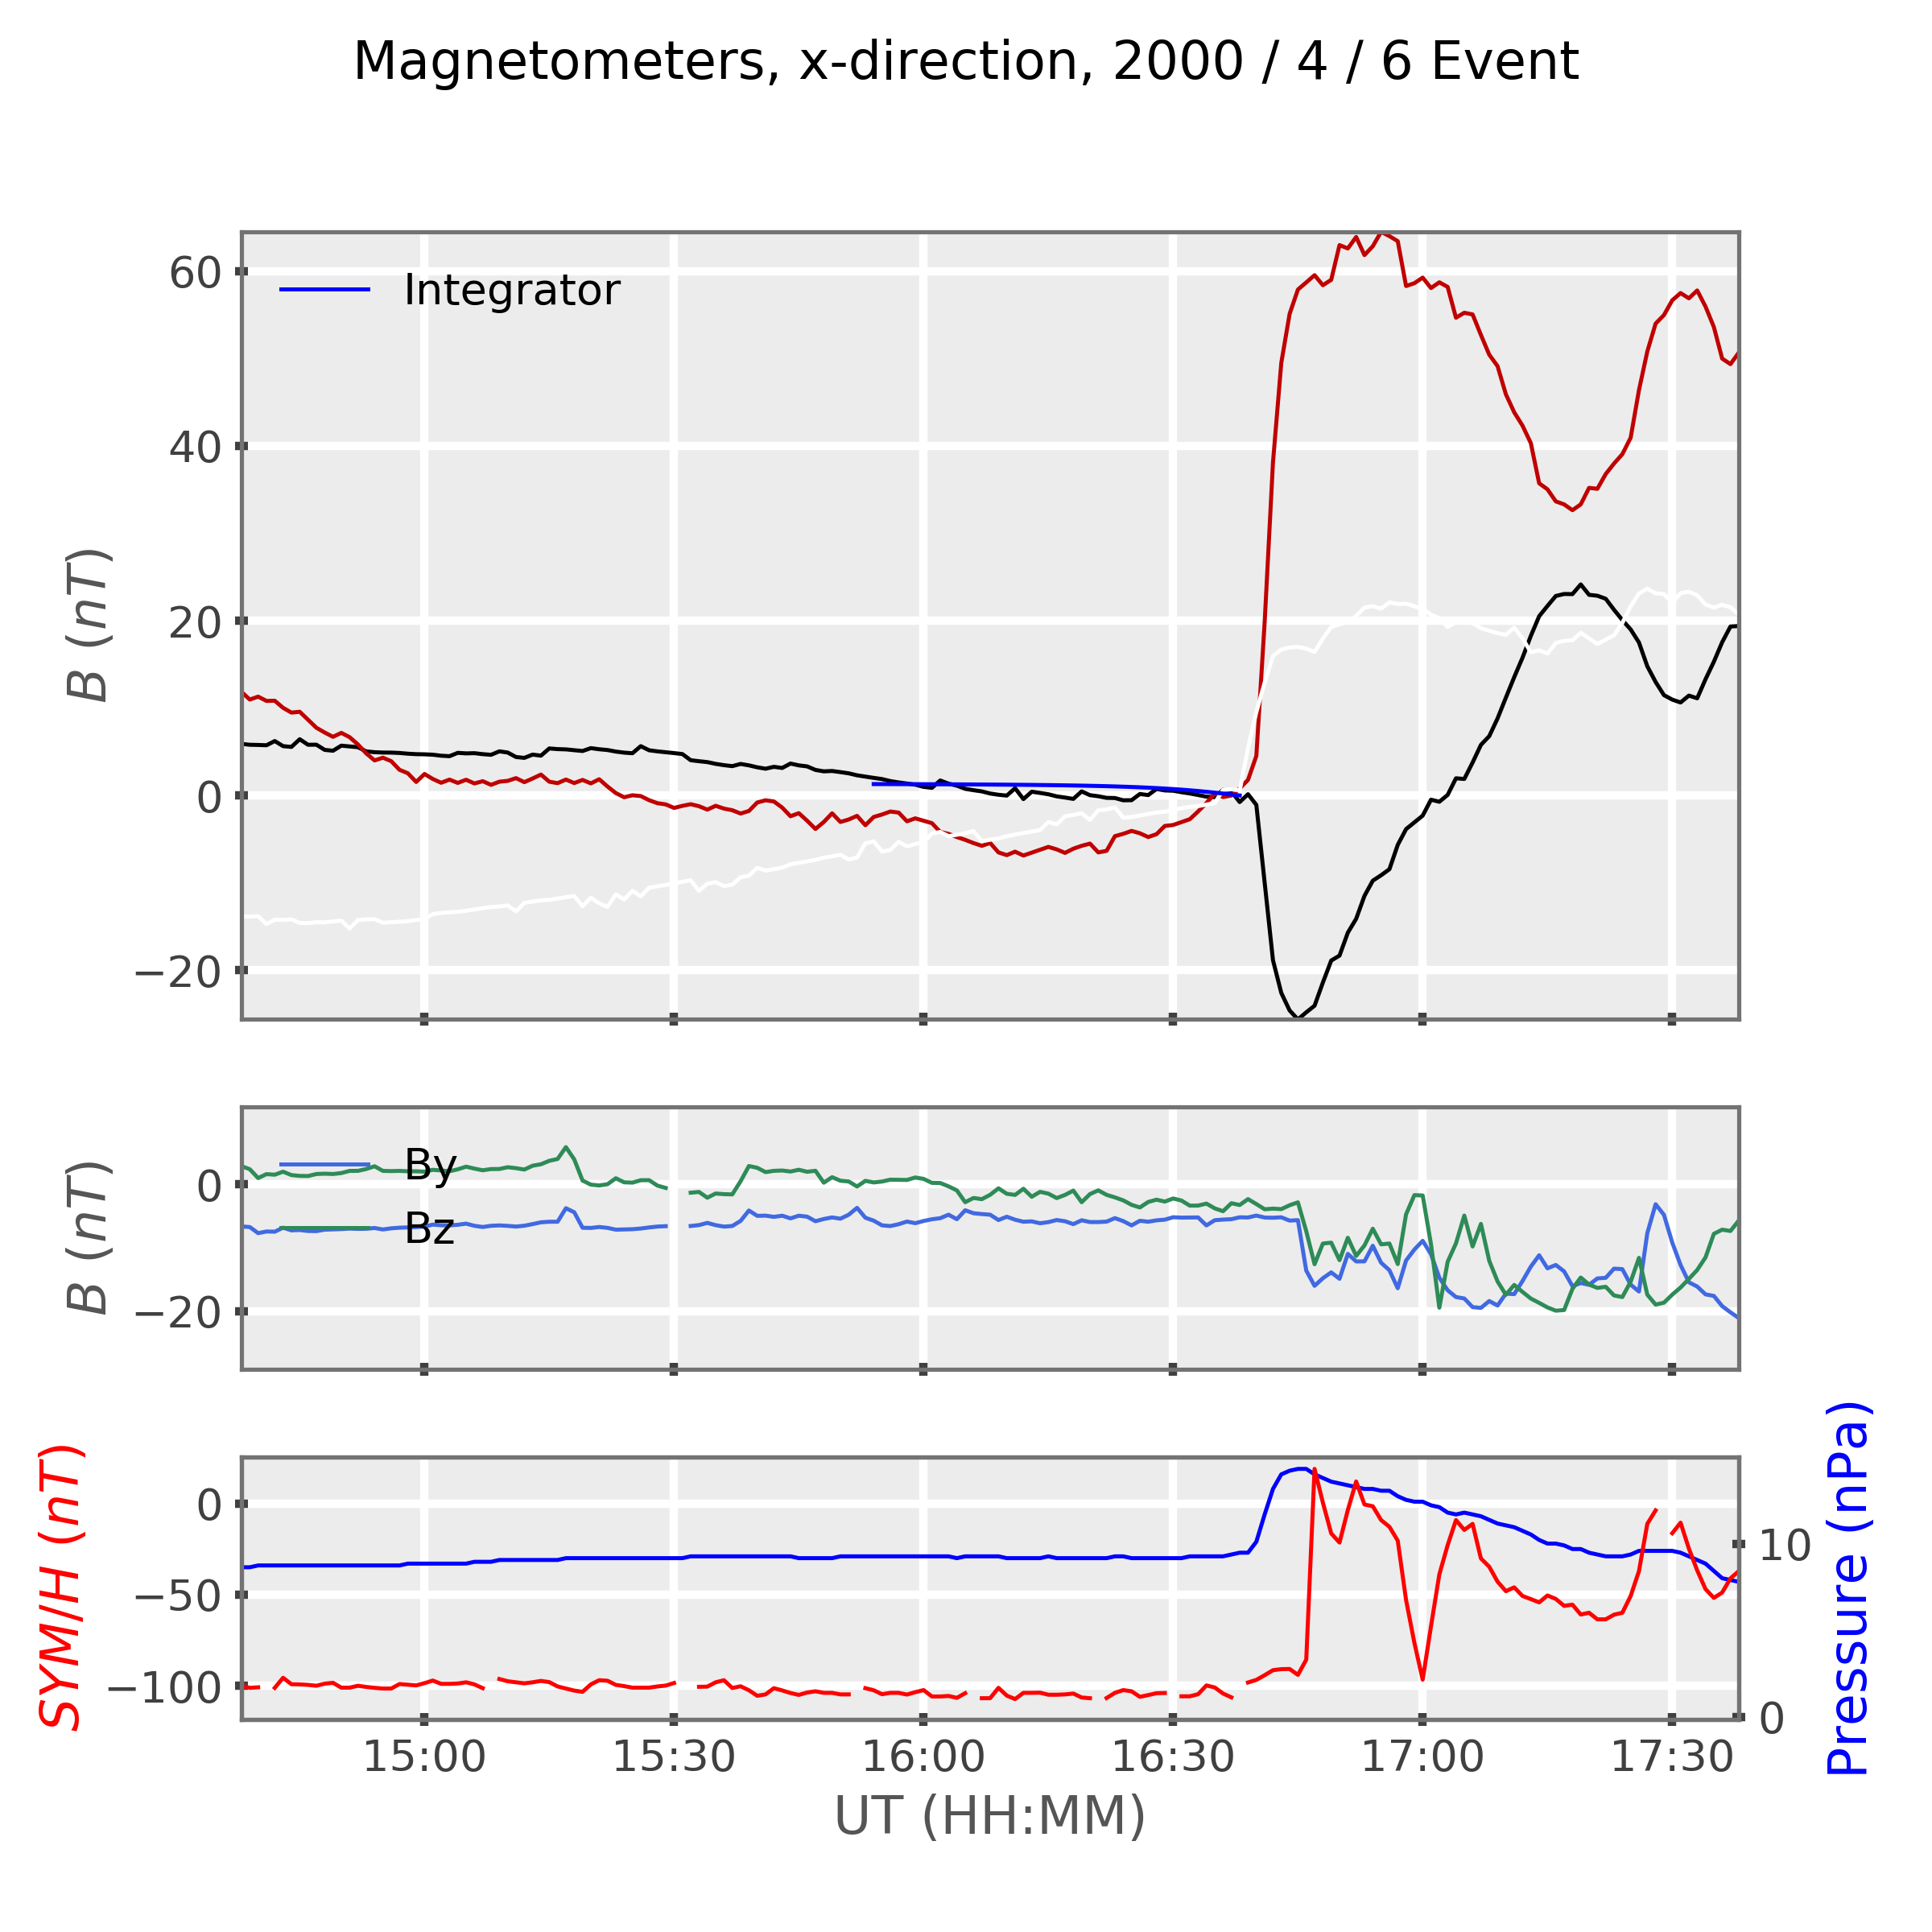 Magnetometers, x-direction, 2000 / 4 / 6 Event
60
40
20
0
−20
B (nT)
Integrator
0
−20
B (nT)
By
Bz
0
−50
−100
SYM/H (nT)
10
0
Pressure (nPa)
15:00 15:30 16:00 16:30 17:00 17:30
UT (HH:MM)